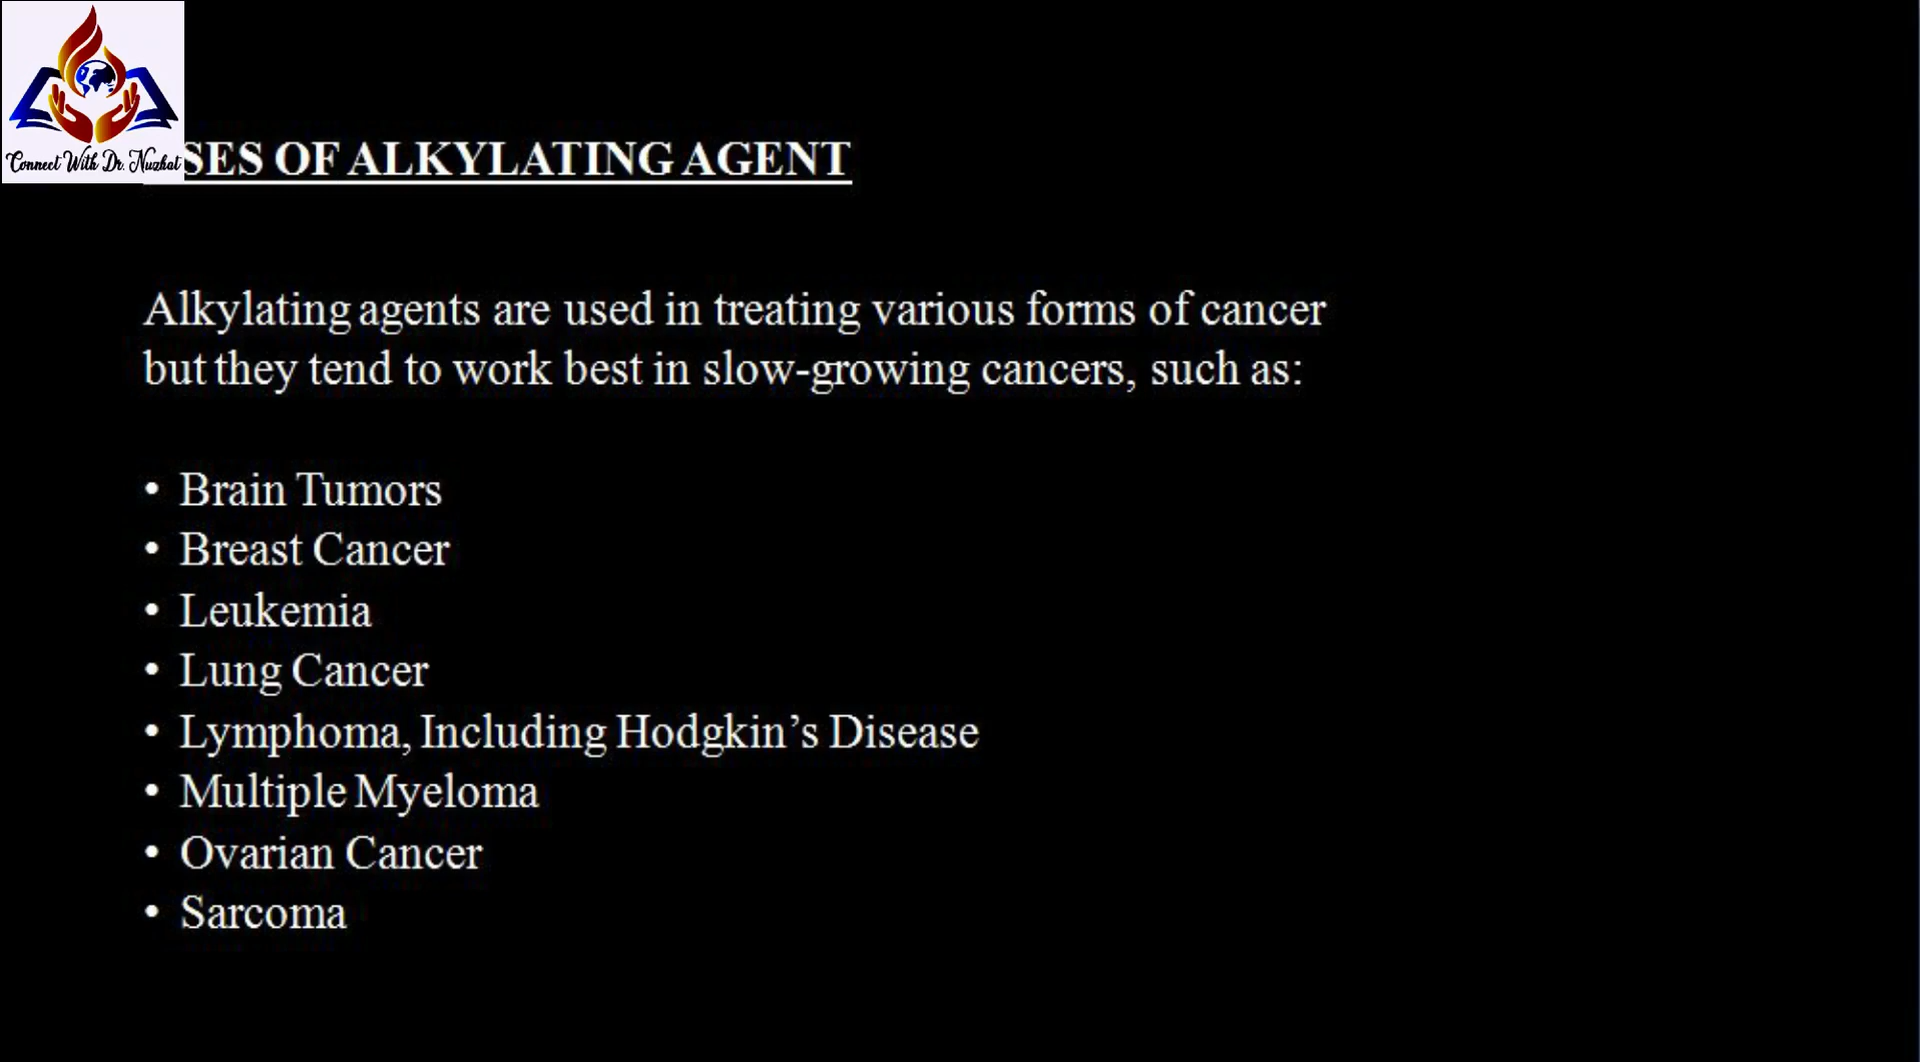 Connect With Dr. Nuzhat
SES OF ALKYLATING AGENT
Alkylating agents are used in treating various forms of cancer
but they tend to work best in slow-growing cancers, such as:
• Brain Tumors
• Breast Cancer
• Leukemia
• Lung Cancer
• Lymphoma, Including Hodgkin’s Disease
• Multiple Myeloma
• Ovarian Cancer
• Sarcoma